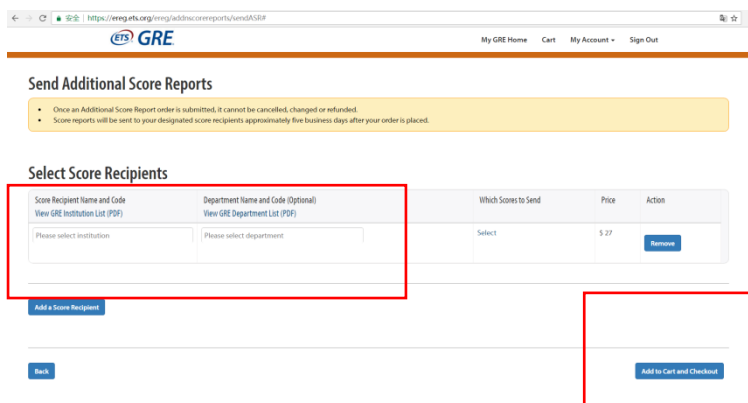 安全 | https://ereg.ets.org/ereg/addnscorereports/sendASR#
ETS GRE
My GRE Home Cart My Account Sign Out
Send Additional Score Reports
• Once an Additional Score Report order is submitted, it cannot be cancelled, changed or refunded.
• Score reports will be sent to your designated score recipients approximately five business days after your order is placed.
Select Score Recipients
Score Recipient Name and Code Department Name and Code (Optional) Which Scores to Send Price Action
View GRE Institution List (PDF) View GRE Department List (PDF)
Please select institution Please select department Select $ 27 Remove
Add a Score Recipient
Back Add to Cart and Checkout